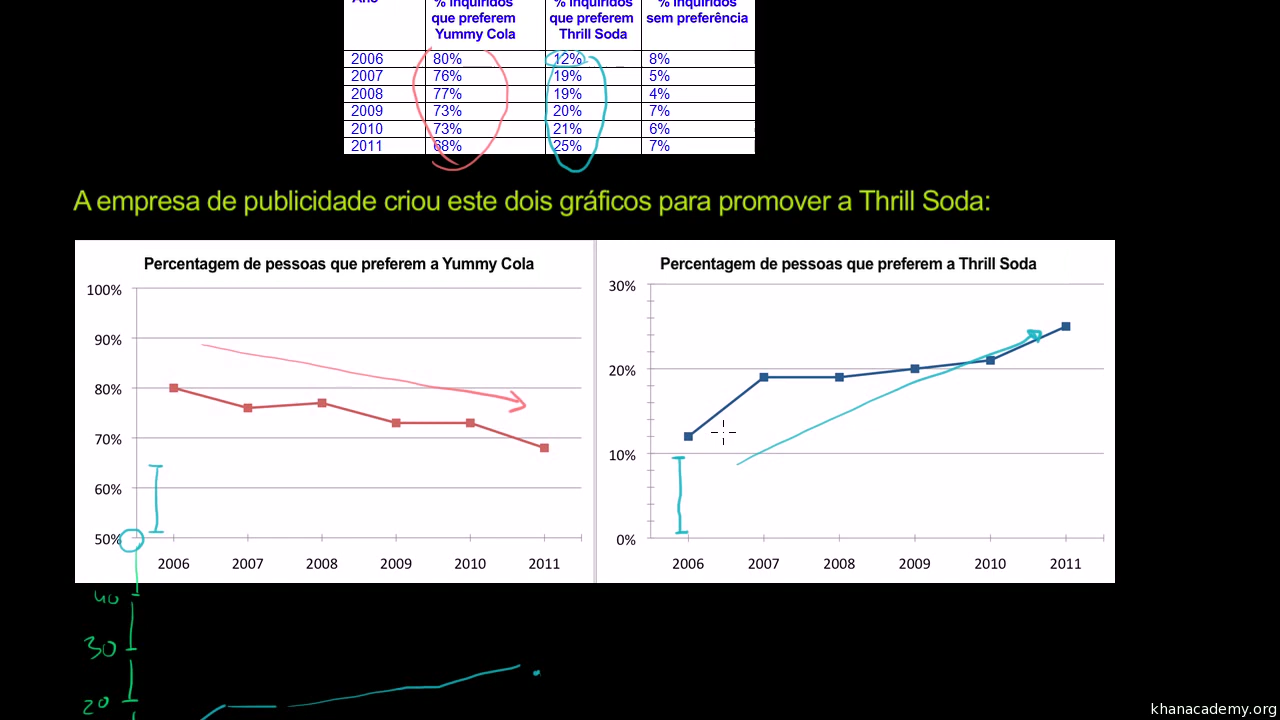 % inquiridos % inquiridos % inquiridos
que preferem que preferem sem preferência
Yummy Cola Thrill Soda
2006 80% 12% 8%
2007 76% 19% 5%
2008 77% 19% 4%
2009 73% 20% 7%
2010 73% 21% 6%
2011 68% 25% 7%
A empresa de publicidade criou este dois gráficos para promover a Thrill Soda:
Percentagem de pessoas que preferem a Yummy Cola
100%
90%
80%
70%
60%
50%
2006 2007 2008 2009 2010 2011
Percentagem de pessoas que preferem a Thrill Soda
30%
20%
10%
0%
2006 2007 2008 2009 2010 2011
40
30
20
khanacademy.org